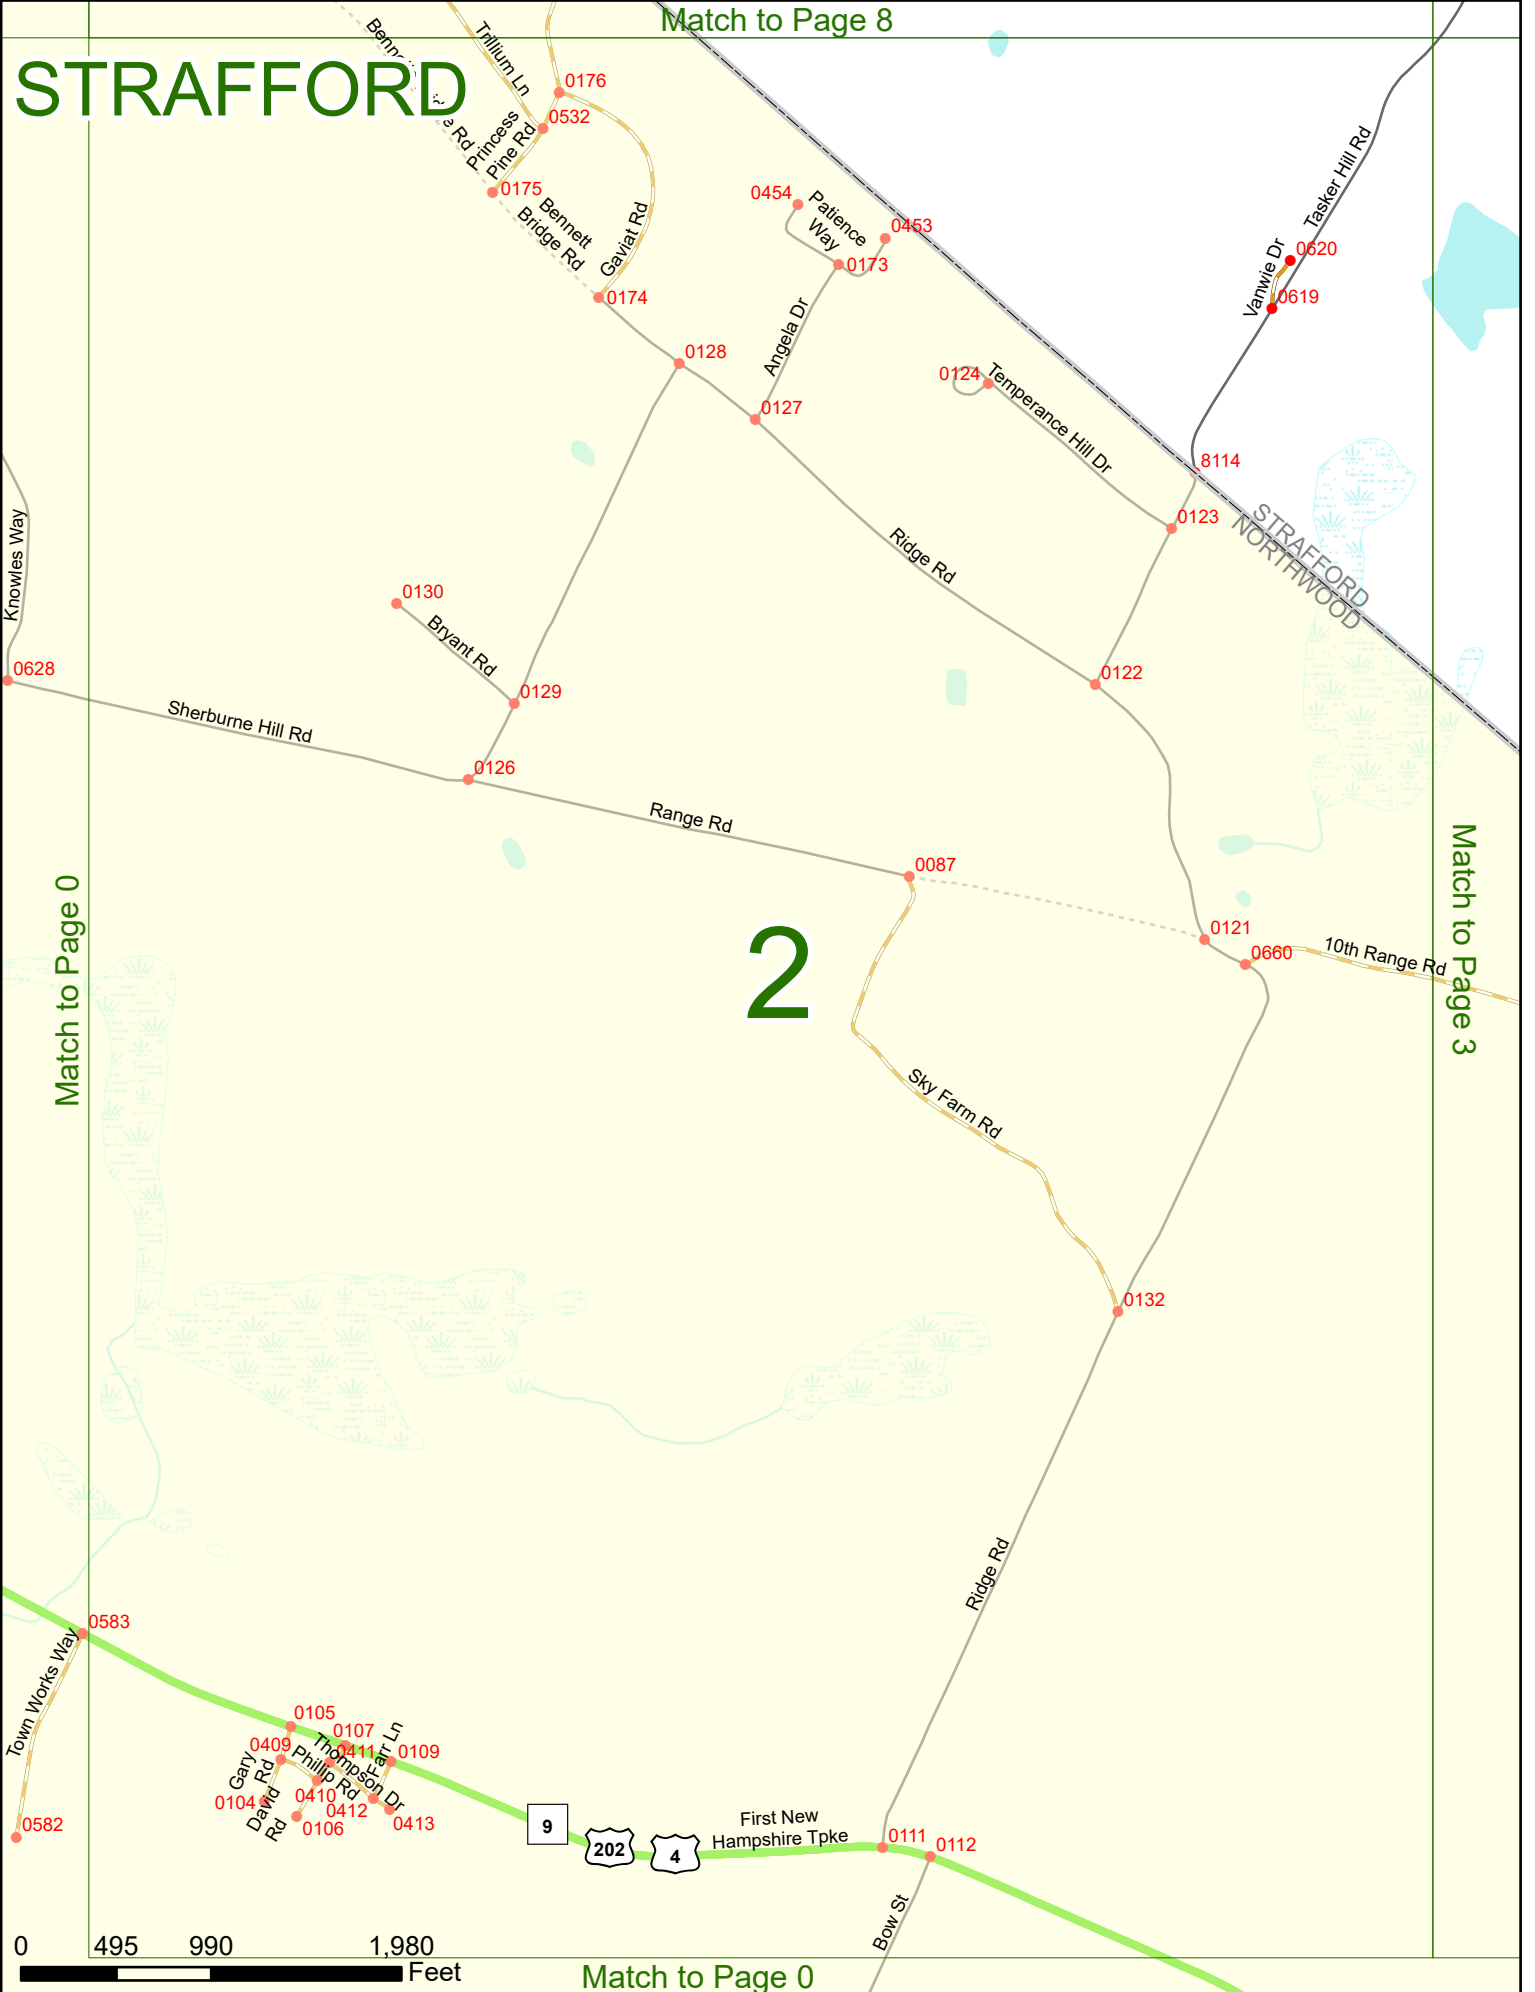 Match to Page 8
STRAFFORD
Trillium Ln
0176
0532
Princess
Pine Rd
0175
Bennett
Bridge Rd
Gaviat Rd
0174
0454
Patience
Way
0453
0173
Angela Dr
Tasker Hill Rd
Vanwie Dr
0620
0619
0128
0127
0124
Temperance Hill Dr
8114
0123
STRAFFORD
NORTHWOOD
Knowles Way
0628
0130
Bryant Rd
0129
Ridge Rd
0122
Sherburne Hill Rd
0126
Range Rd
0087
0121
0660
10th Range Rd
Match to Page 0
2
Match to Page 3
Sky Farm Rd
0132
Ridge Rd
0583
Town Works Way
0582
0105
0107
0409
0411
Farr Ln
0109
Gary
Rd
Phillip Rd
Thompson Dr
0104
David
Rd
0410
0412
0106
0413
9
202
4
First New
Hampshire Tpke
0111
0112
Bow St
0 495 990 1,980
Feet
Match to Page 0